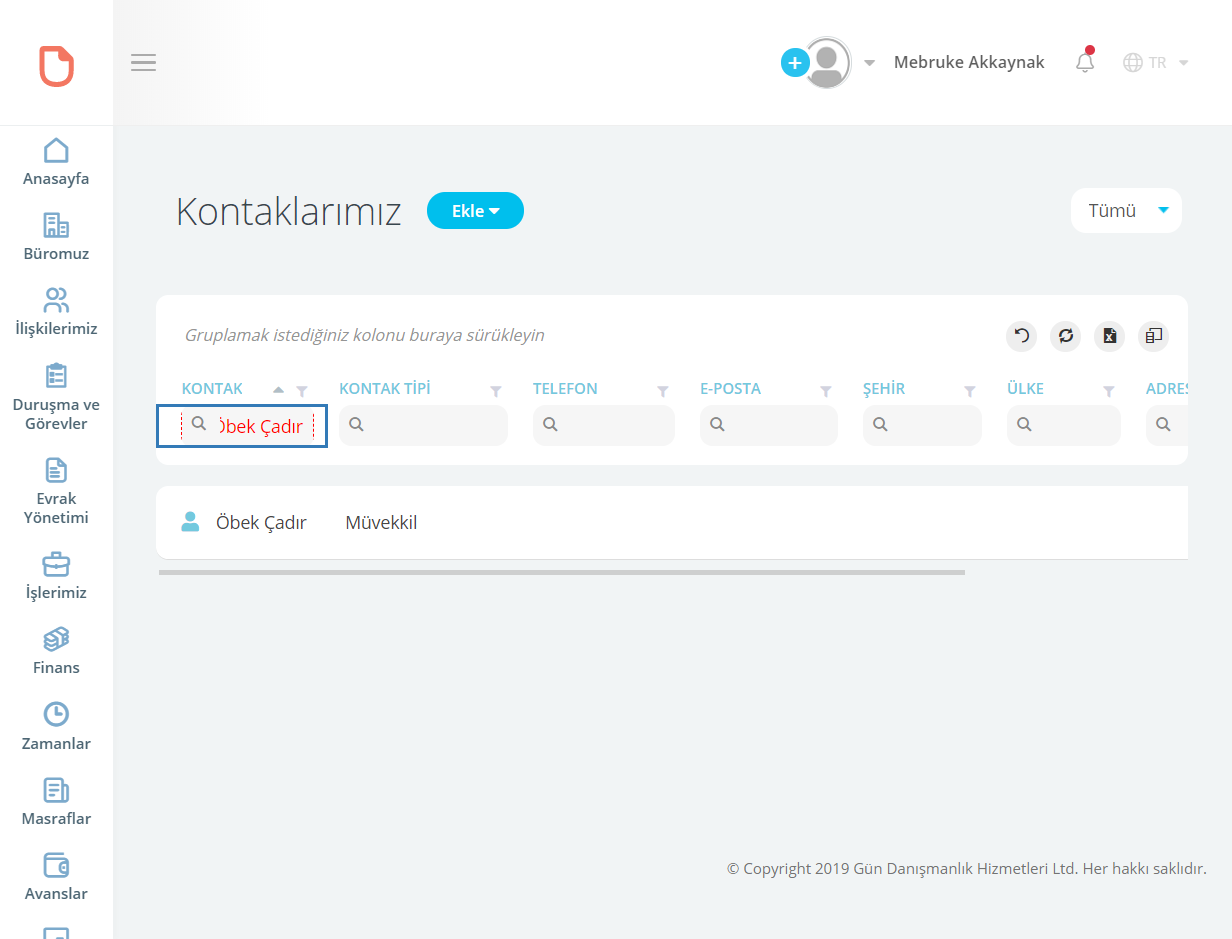 Mebruke Akkaynak
TR
Anasayfa
Büromuz
İlişkilerimiz
Duruşma ve
Görevler
Evrak
Yönetimi
İşlerimiz
Finans
Zamanlar
Masraflar
Avanslar
Kontaklarımız
Ekle
Tümü
Gruplamak istediğiniz kolonu buraya sürükleyin
KONTAK KONTAK TİPİ TELEFON E-POSTA ŞEHİR ÜLKE ADRES
Öbek Çadır
Öbek Çadır Müvekkil
© Copyright 2019 Gün Danışmanlık Hizmetleri Ltd. Her hakkı saklıdır.